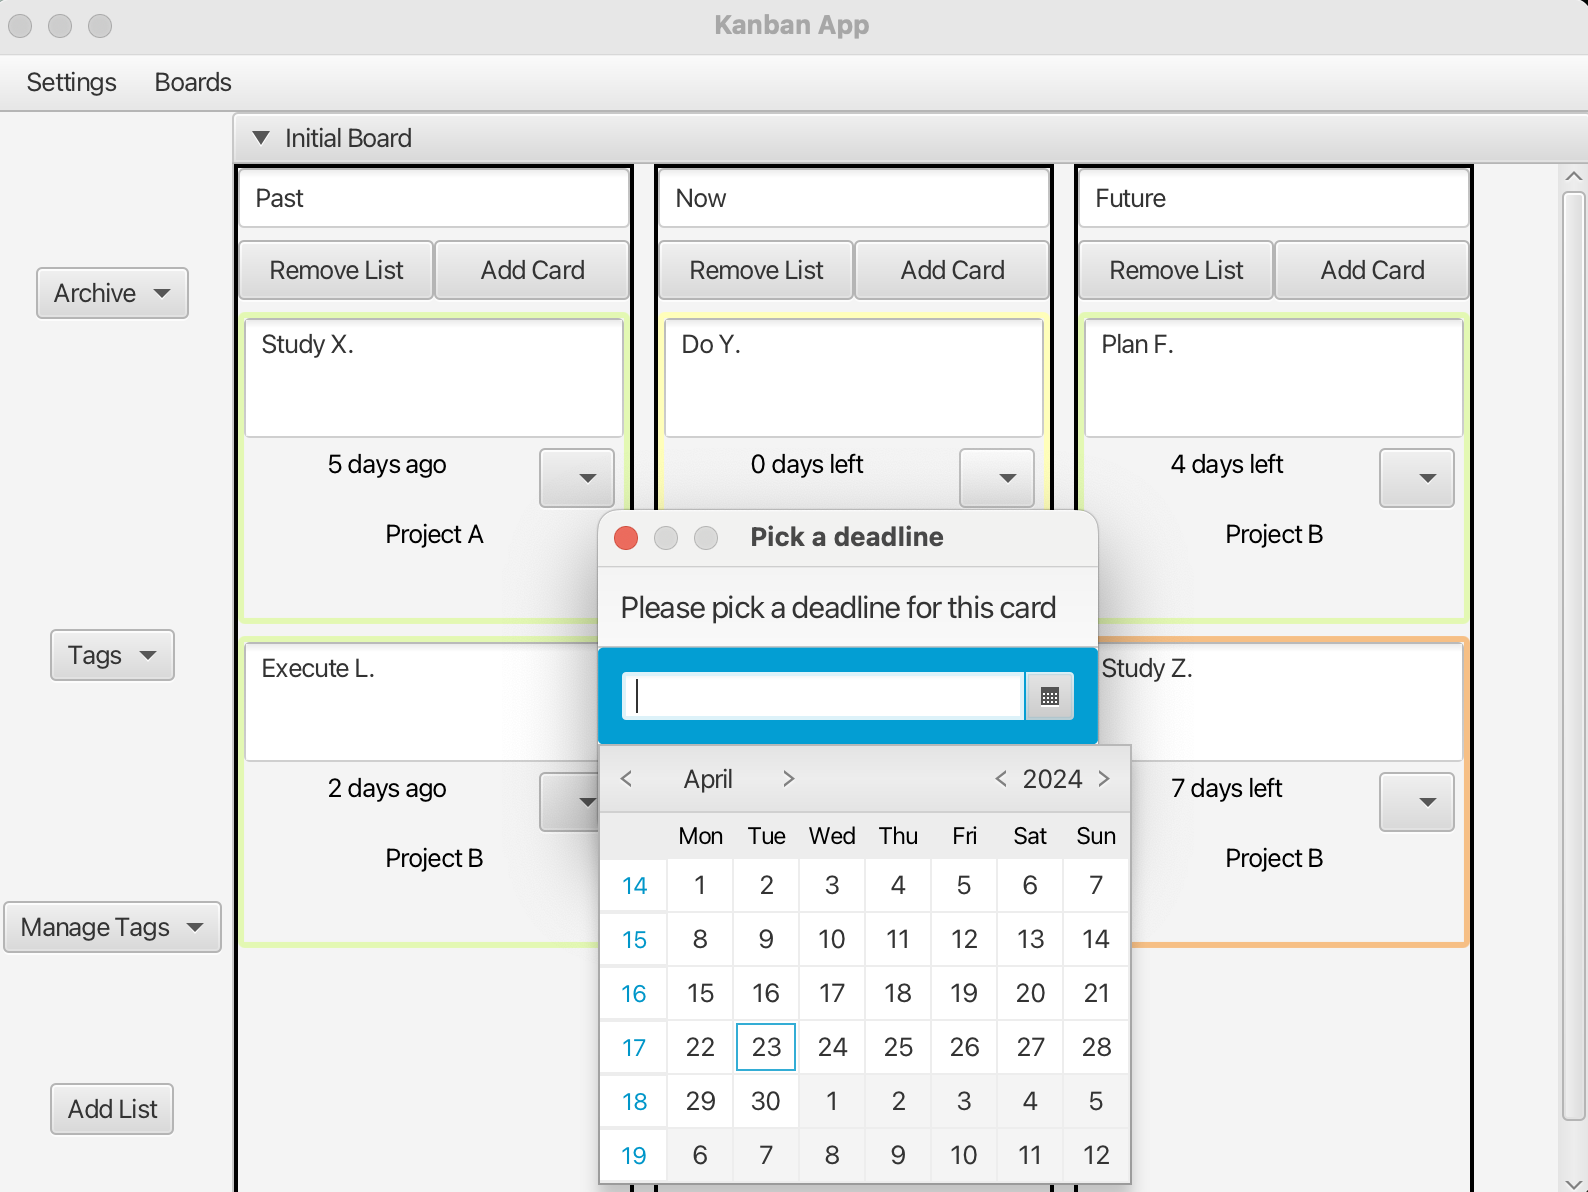 Kanban App
Settings Boards
Initial Board
Past Now Future
Remove List Add Card Remove List Add Card Remove List Add Card
Archive
Study X. Do Y. Plan F.
5 days ago 0 days left 4 days left
Project A Project B
Pick a deadline
Please pick a deadline for this card
Tags
Execute L. Study Z.
2 days ago 7 days left
Project B Project B
Manage Tags
Add List
< April > < 2024 >
Mon Tue Wed Thu Fri Sat Sun
14 1 2 3 4 5 6 7
15 8 9 10 11 12 13 14
16 15 16 17 18 19 20 21
17 22 23 24 25 26 27 28
18 29 30 1 2 3 4 5
19 6 7 8 9 10 11 12